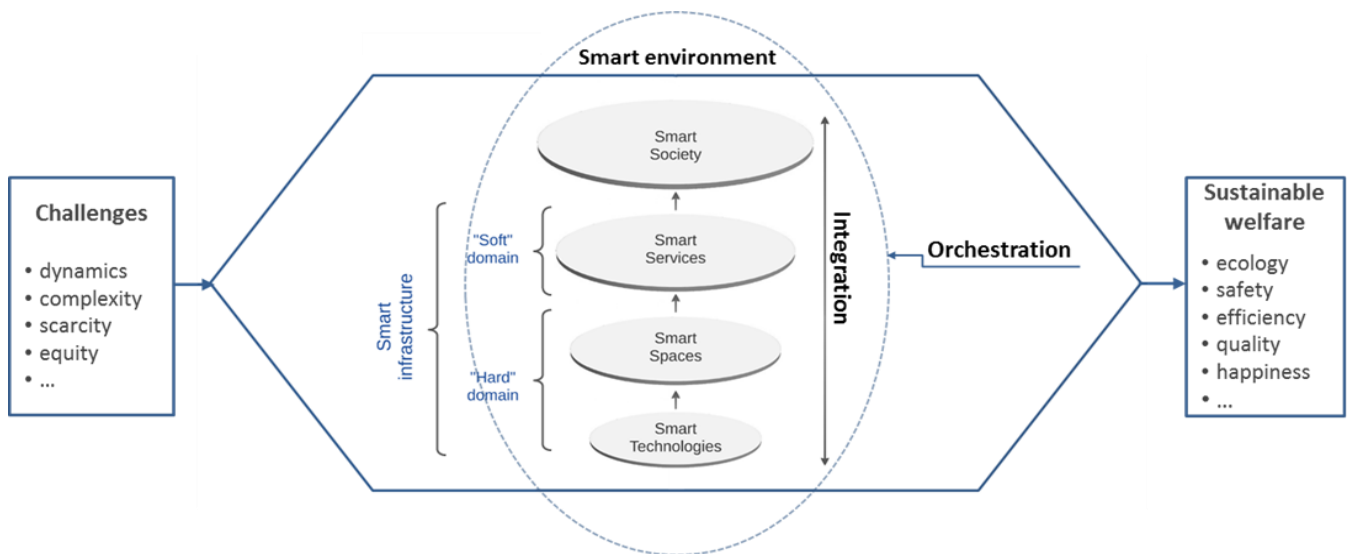 Smart environment
Challenges
• dynamics
• complexity
• scarcity
• equity
• ...
Smart
infrastructure
"Soft"
domain
"Hard"
domain
Smart
Society
Smart
Services
Smart
Spaces
Smart
Technologies
Integration
Orchestration
Sustainable
welfare
• ecology
• safety
• efficiency
• quality
• happiness
• ...